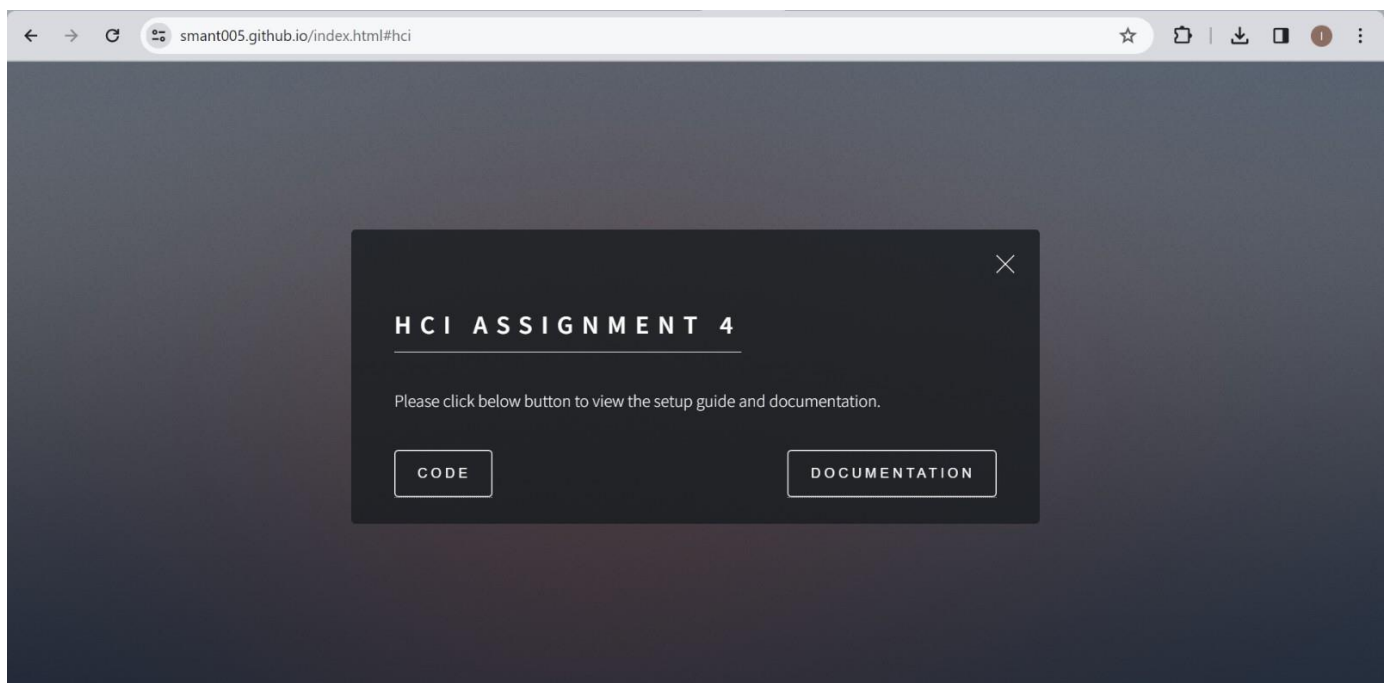 smant005.github.io/index.html#hci
I
HCI ASSIGNMENT 4
Please click below button to view the setup guide and documentation.
CODE
DOCUMENTATION